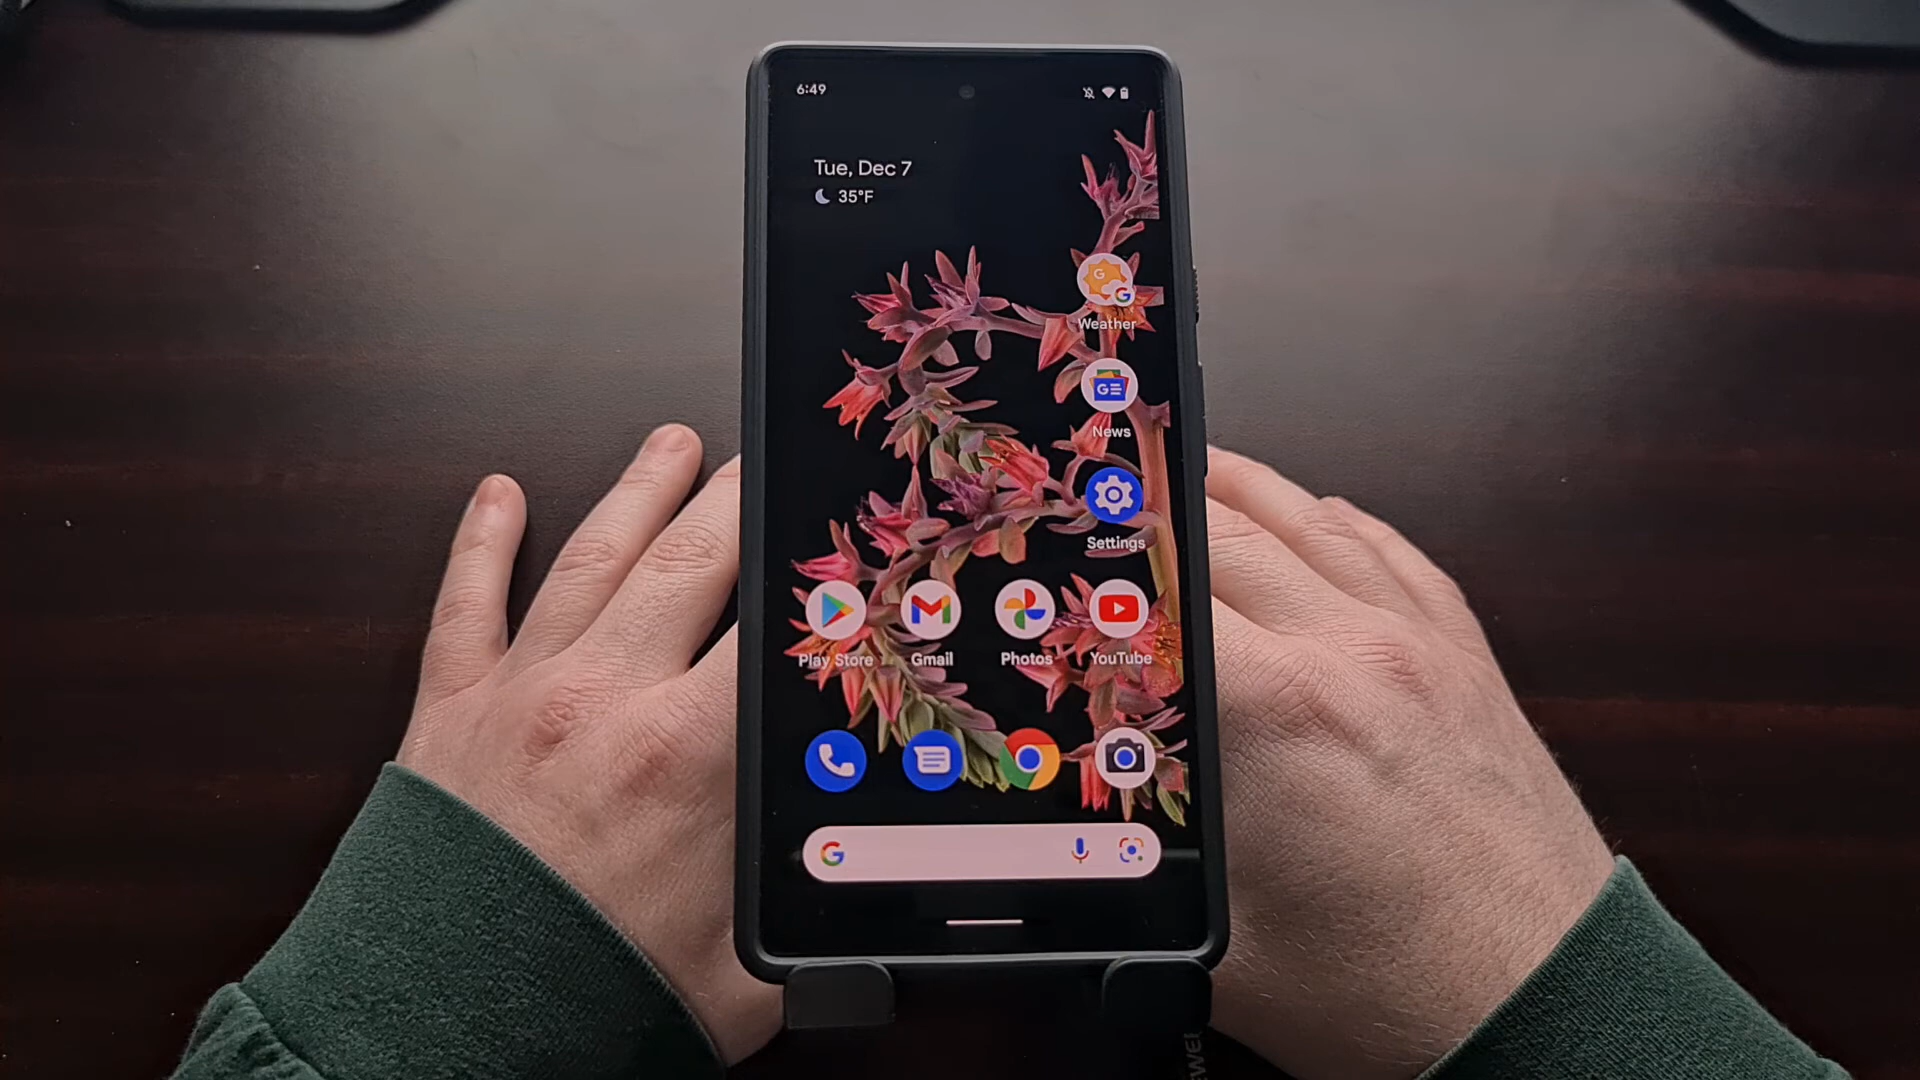 6:49
Tue, Dec 7
35°F
Weather
News
Settings
Play Store Gmail Photos YouTube